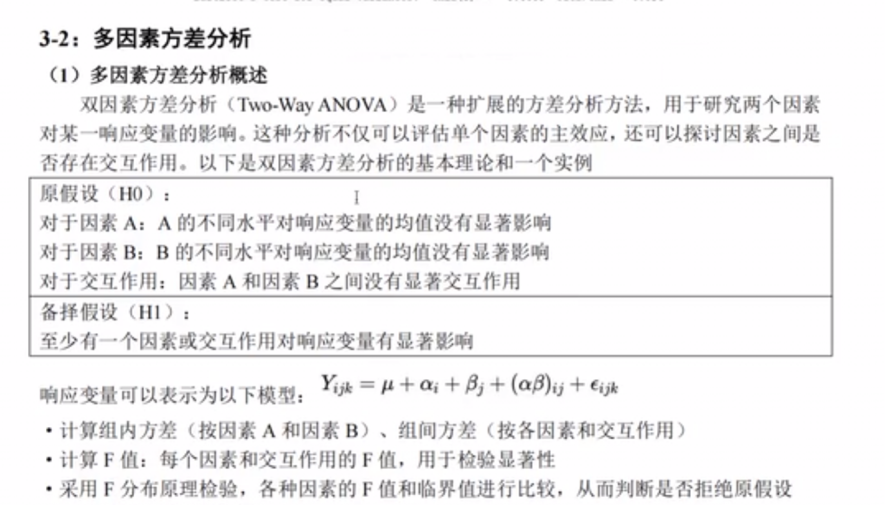 3-2：多因素方差分析
（1）多因素方差分析概述
双因素方差分析（Two-Way ANOVA）是一种扩展的方差分析方法，用于研究两个因素
对某一响应变量的影响。这种分析不仅可以评估单个因素的主效应，还可以探讨因素之间是
否存在交互作用。以下是双因素方差分析的基本理论和一个实例
原假设（H0）：
对于因素 A：A 的不同水平对响应变量的均值没有显著影响
对于因素 B：B 的不同水平对响应变量的均值没有显著影响
对于交互作用：因素 A 和因素 B 之间没有显著交互作用
备择假设（H1）：
至少有一个因素或交互作用对响应变量有显著影响
响应变量可以表示为以下模型： Yijk = μ + αi + βj + (αβ)ij + ϵijk
・计算组内方差（按因素 A 和因素 B）、组间方差（按各因素和交互作用）
・计算 F 值：每个因素和交互作用的 F 值，用于检验显著性
・采用 F 分布原理检验，各种因素的 F 值和临界值进行比较，从而判断是否拒绝原假设